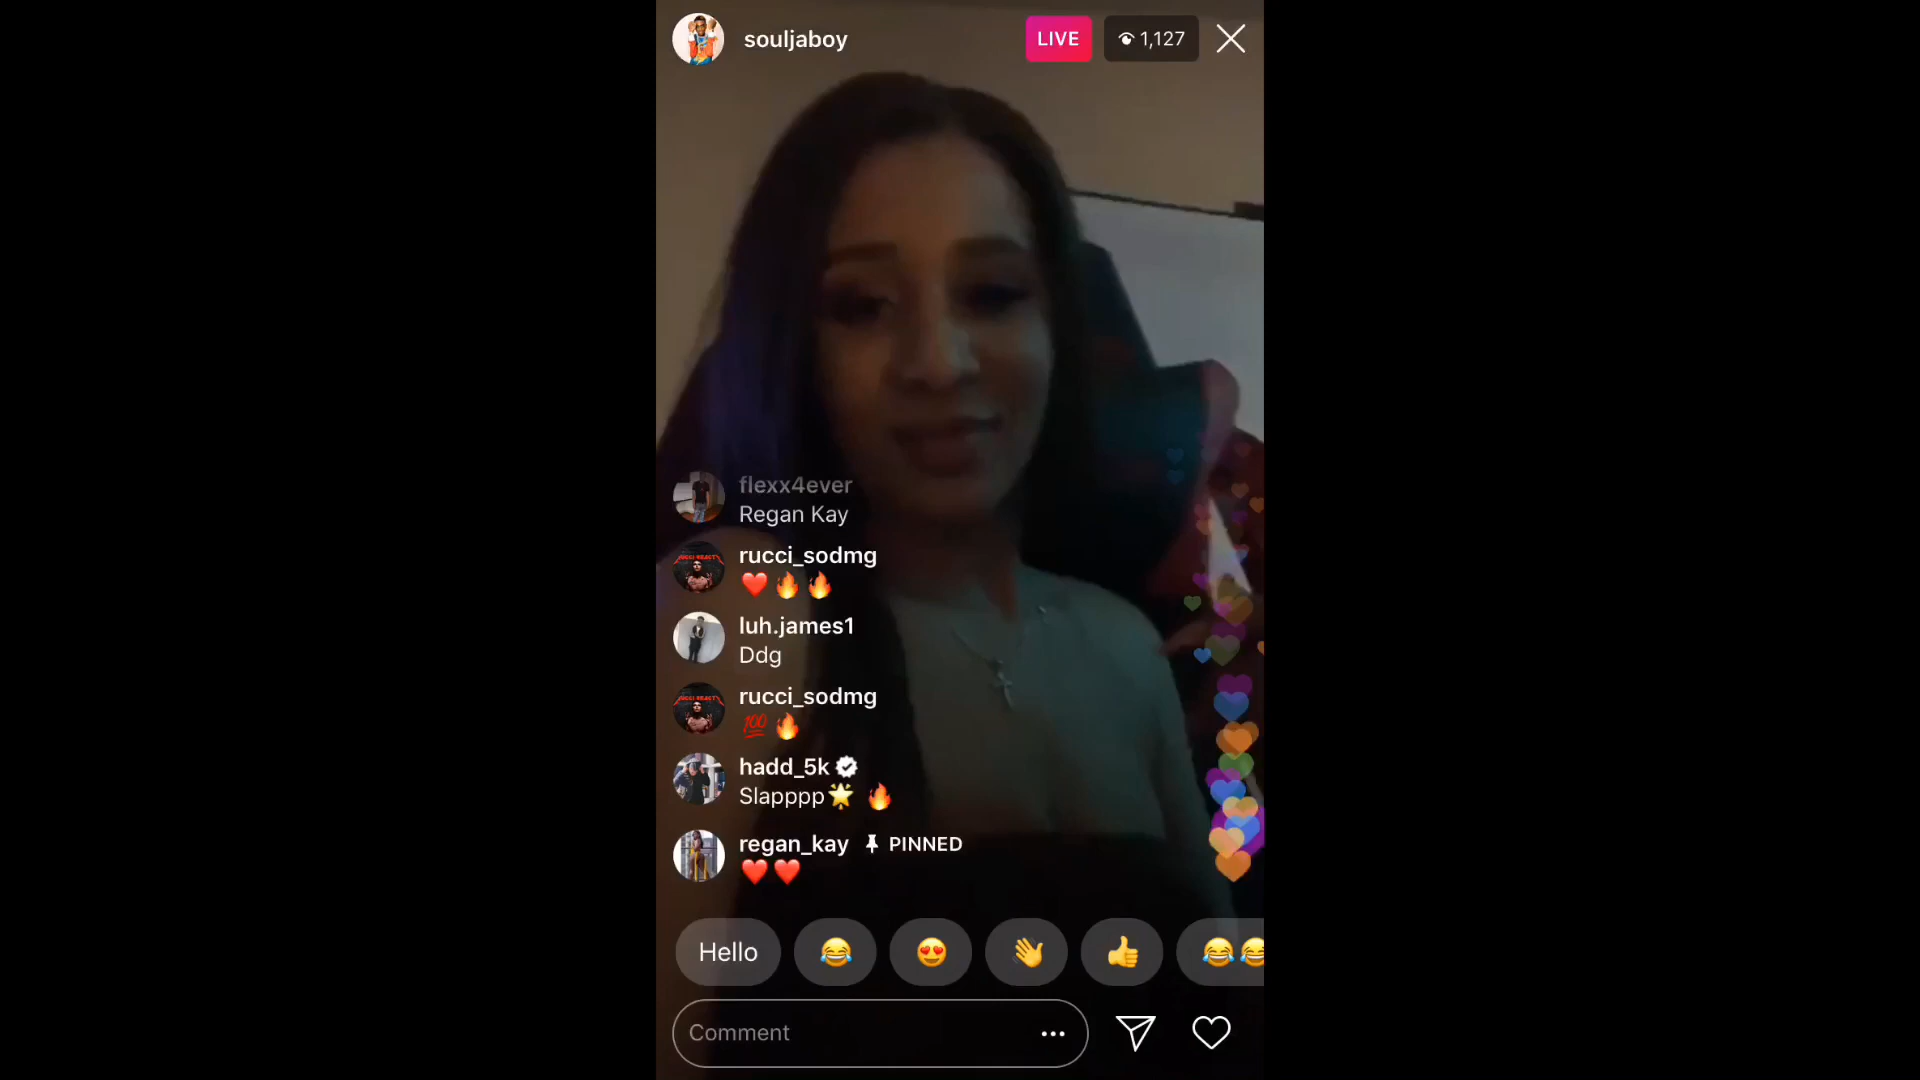 souljaboy
LIVE
1,127
flexx4ever
Regan Kay
rucci_sodmg
❤️🔥🔥
luh.james1
Ddg
rucci_sodmg
💯🔥
hadd_5k
Slapppp🌟 🔥
regan_kay PINNED
❤️❤️
Hello 😂 😍 👋 👍 😂😂
Comment